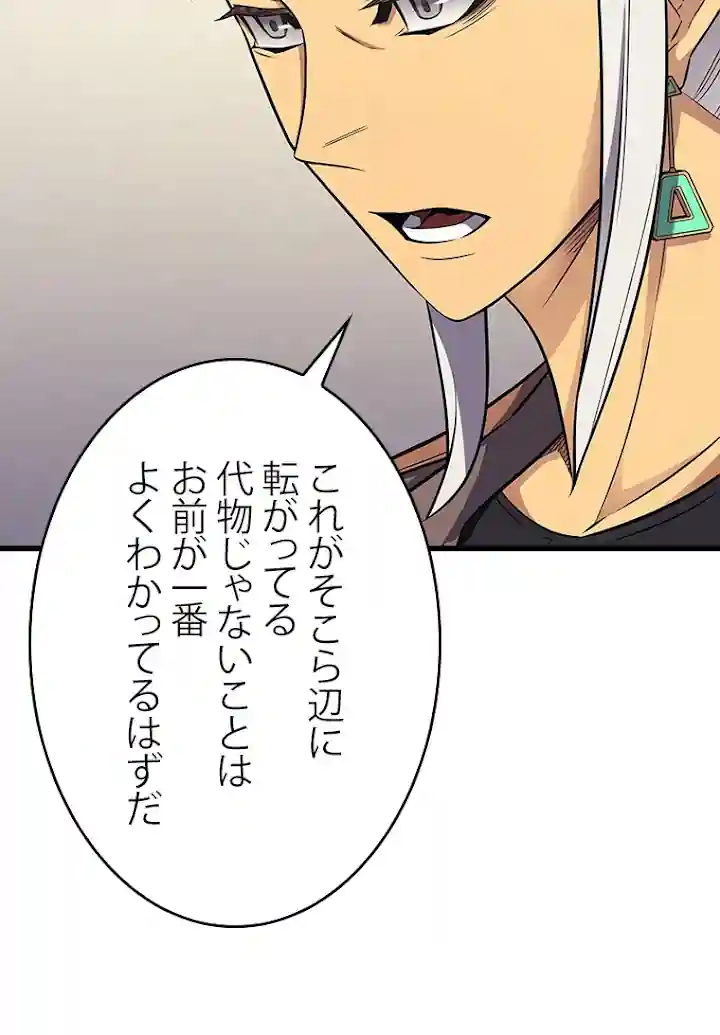 これがそこら辺に
転がってる
代物じゃないことは
お前が一番
よくわかってるはずだ